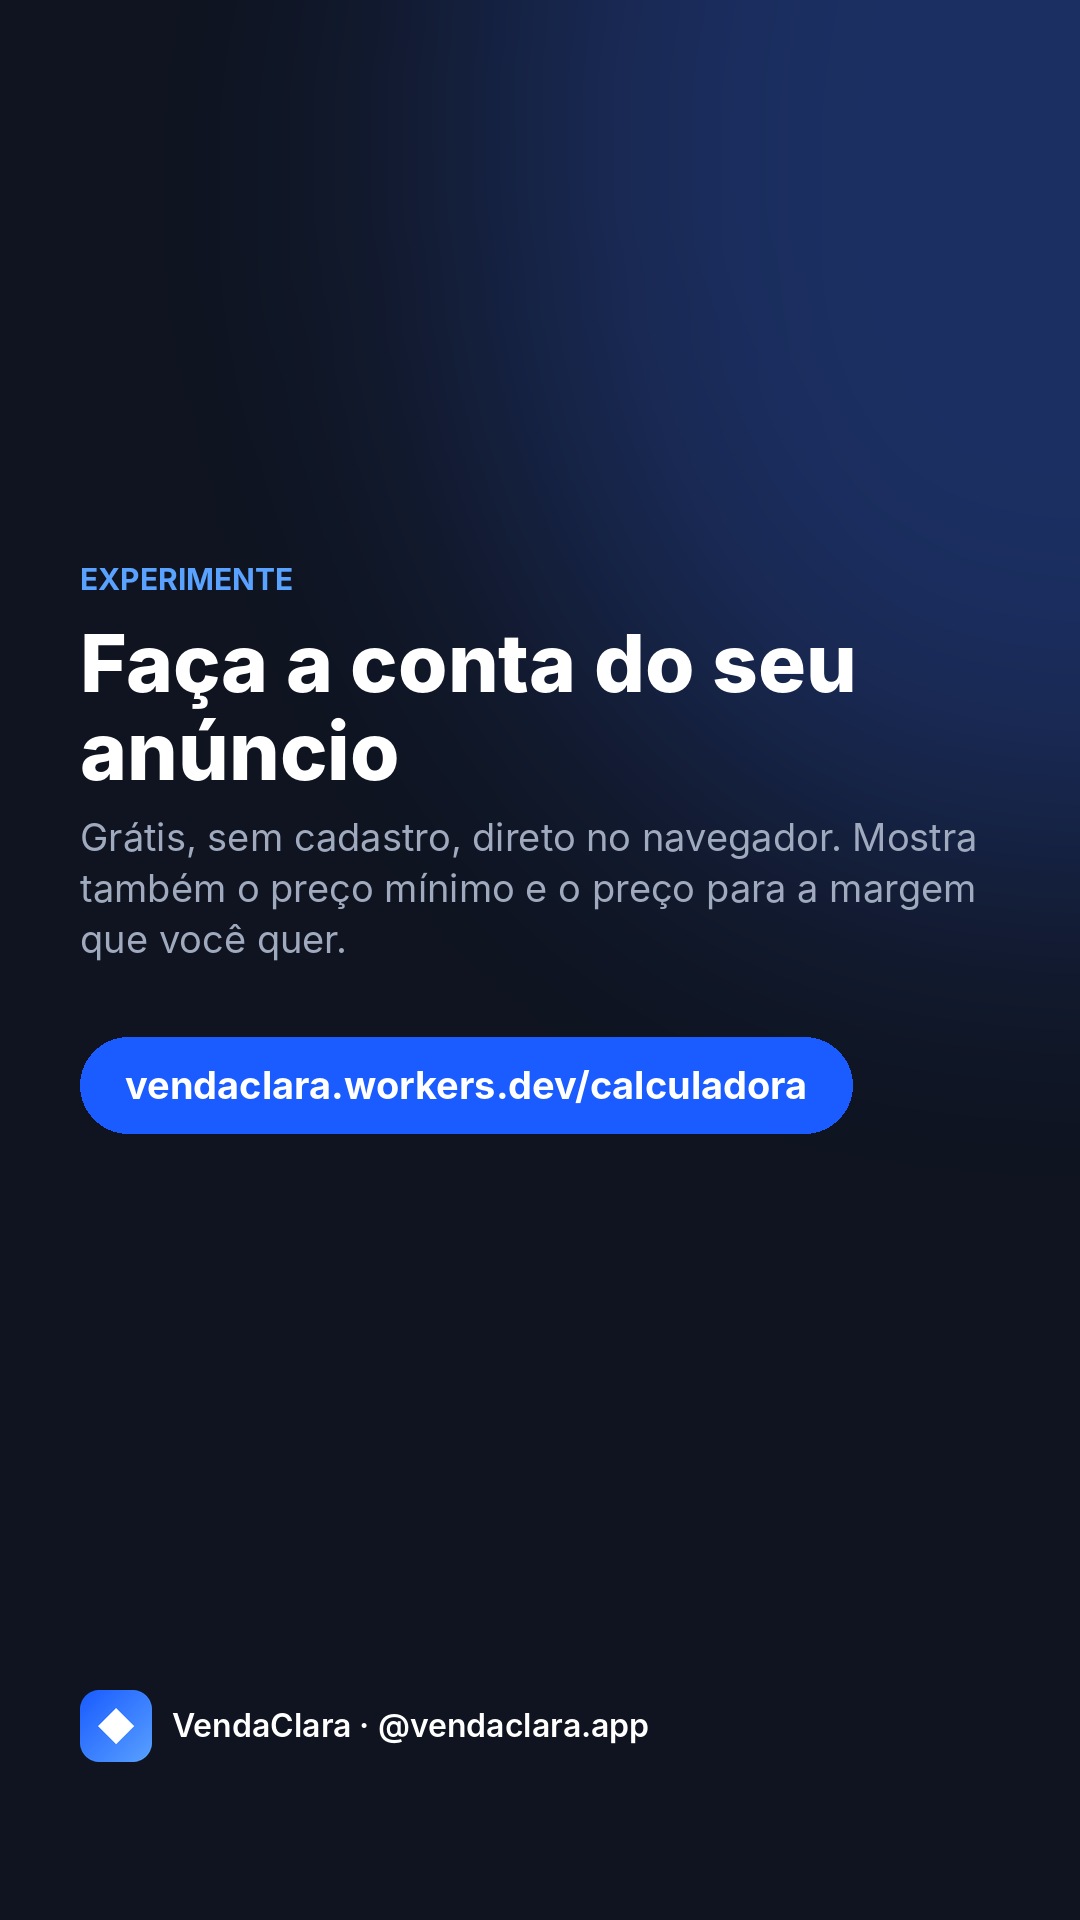 EXPERIMENTE
Faça a conta do seu
anúncio
Grátis, sem cadastro, direto no navegador. Mostra
também o preço mínimo e o preço para a margem
que você quer.
vendaclara.workers.dev/calculadora
VendaClara · @vendaclara.app